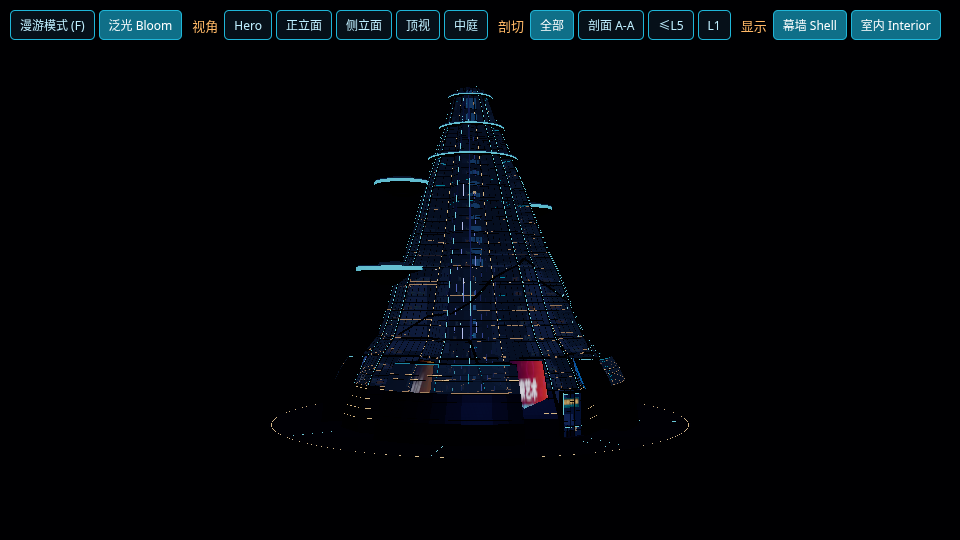 漫游模式 (F) 泛光 Bloom 视角 Hero 正立面 侧立面 顶视 中庭 剖切 全部 剖面 A-A ≤L5 L1 显示 幕墙 Shell 室内 Interior